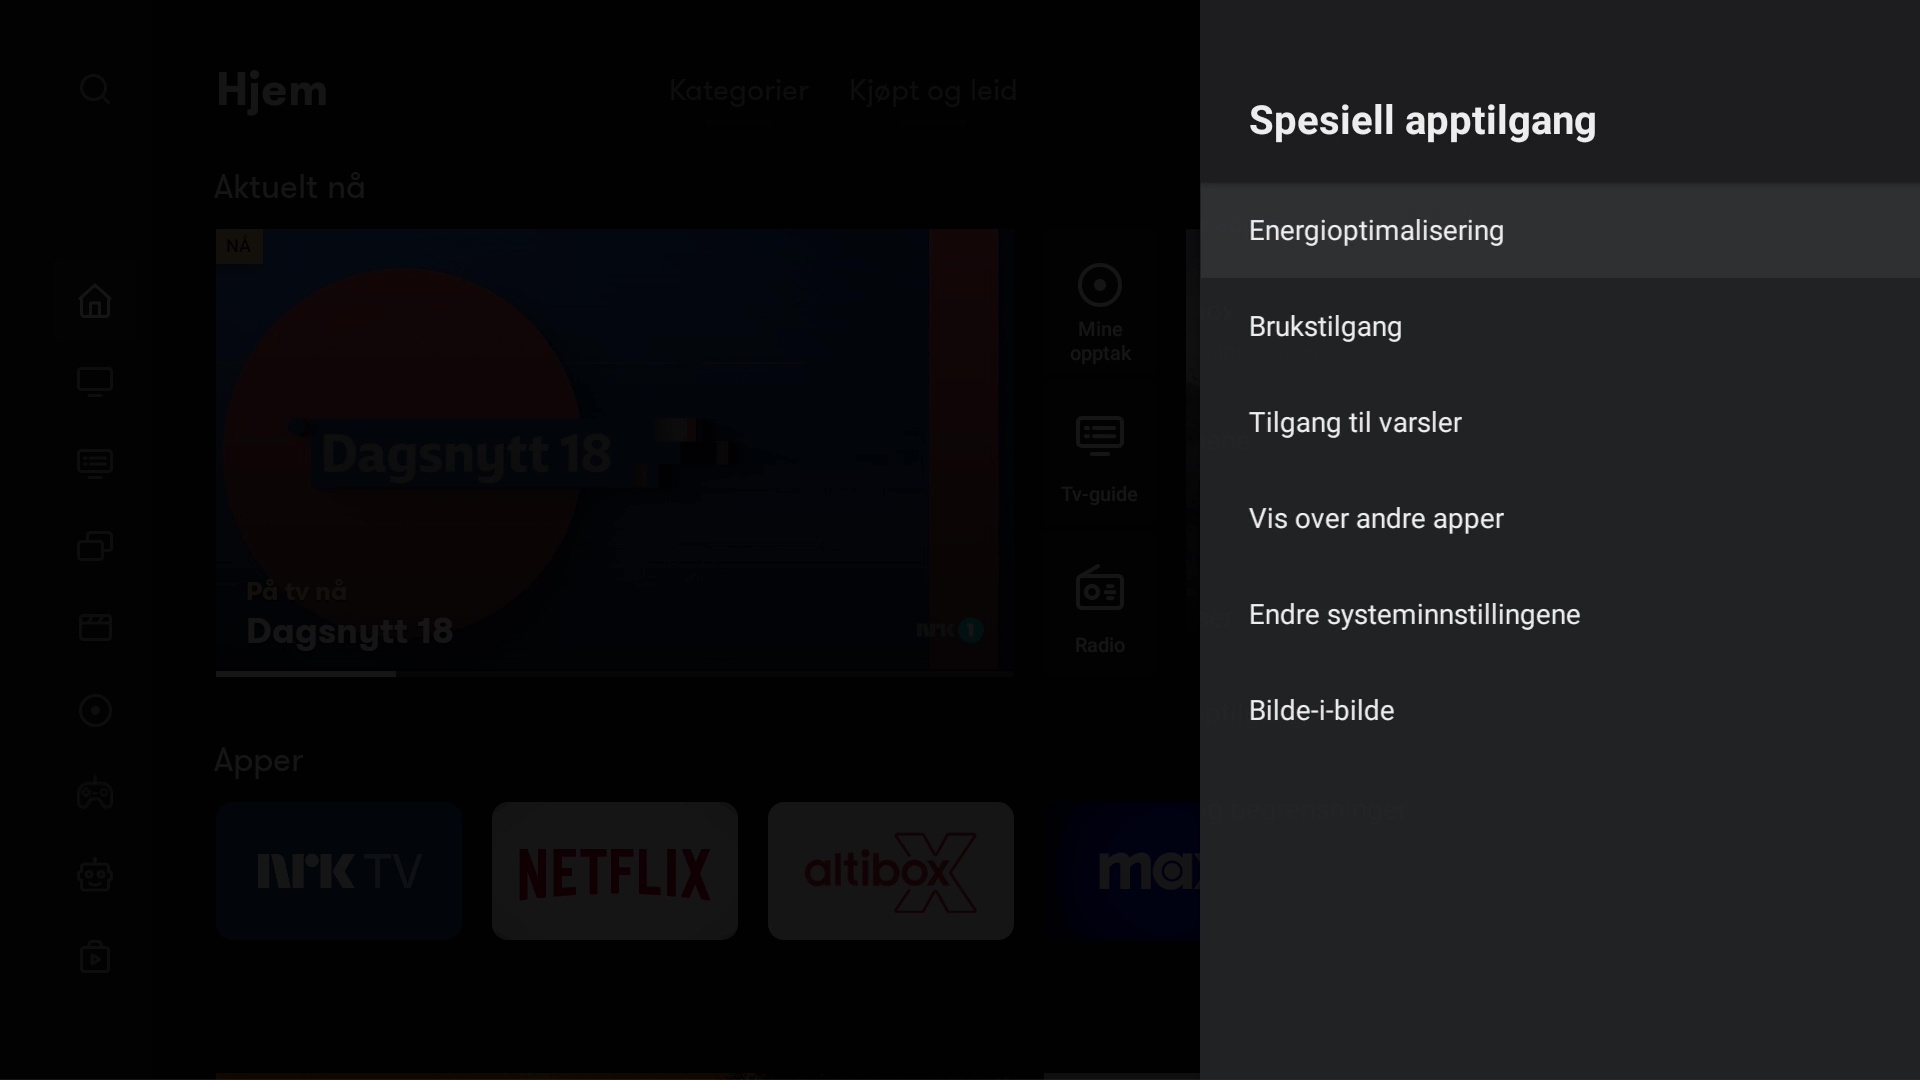 Hjem
Kategorier
Kjøpt og leid
Aktuelt nå
NÅ
Dagsnytt 18
På tv nå
Dagsnytt 18
nrk 1
Mine
opptak
Tv-guide
Radio
Apper
NRK TV
NETFLIX
altibox X
max
Spesiell apptilgang
Energioptimalisering
Brukstilgang
Tilgang til varsler
Vis over andre apper
Endre systeminnstillingene
Bilde-i-bilde